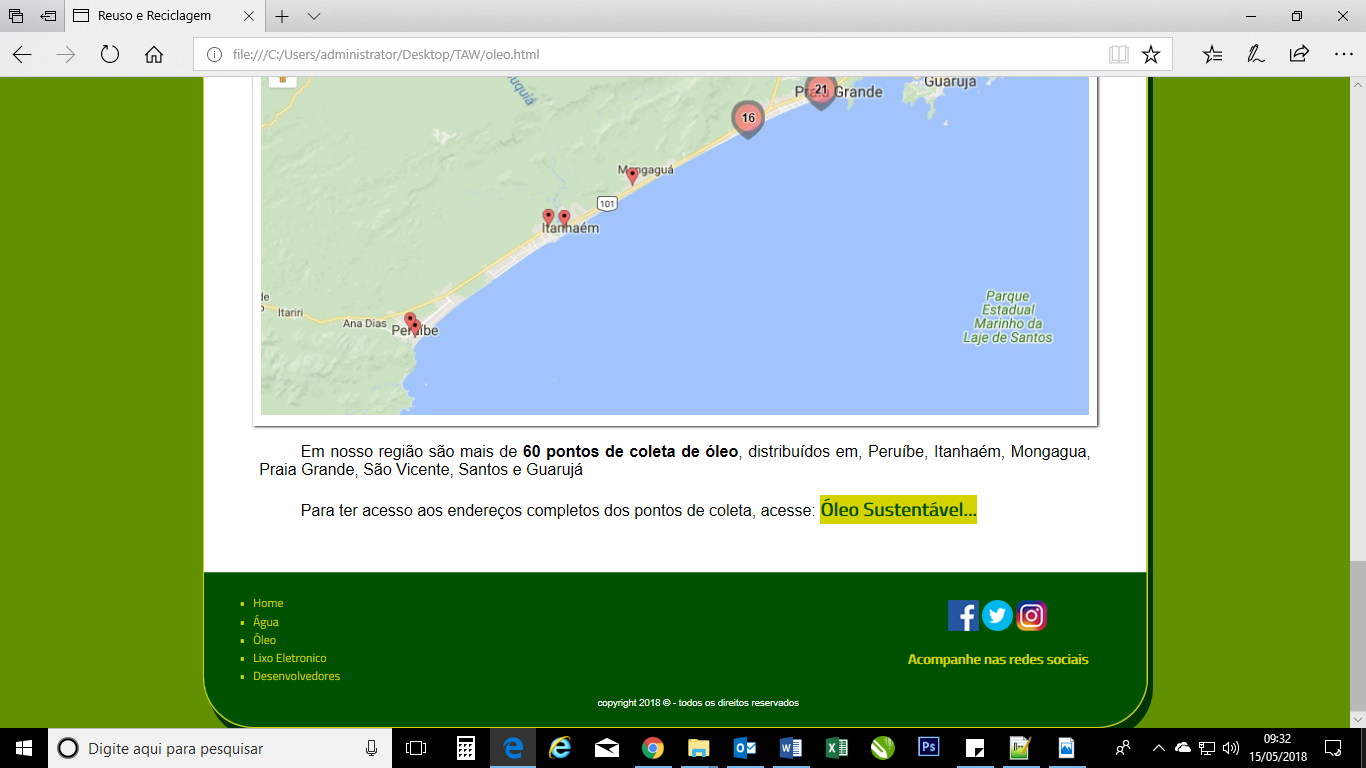 Reuso e Reciclagem
file:///C:/Users/administrator/Desktop/TAW/oleo.html
Guarujá
21
Praia Grande
16
Mongaguá
101
Itanhaém
Parque
Estadual
Marinho da
Laje de Santos
de
Itariri
Ana Dias
Peruíbe
Em nosso região são mais de 60 pontos de coleta de óleo, distribuídos em, Peruíbe, Itanhaém, Mongagua,
Praia Grande, São Vicente, Santos e Guarujá
Para ter acesso aos endereços completos dos pontos de coleta, acesse: Óleo Sustentável...
Home
Água
Óleo
Lixo Eletronico
Desenvolvedores
Acompanhe nas redes sociais
copyright 2018 © - todos os direitos reservados
Digite aqui para pesquisar
09:32
15/05/2018